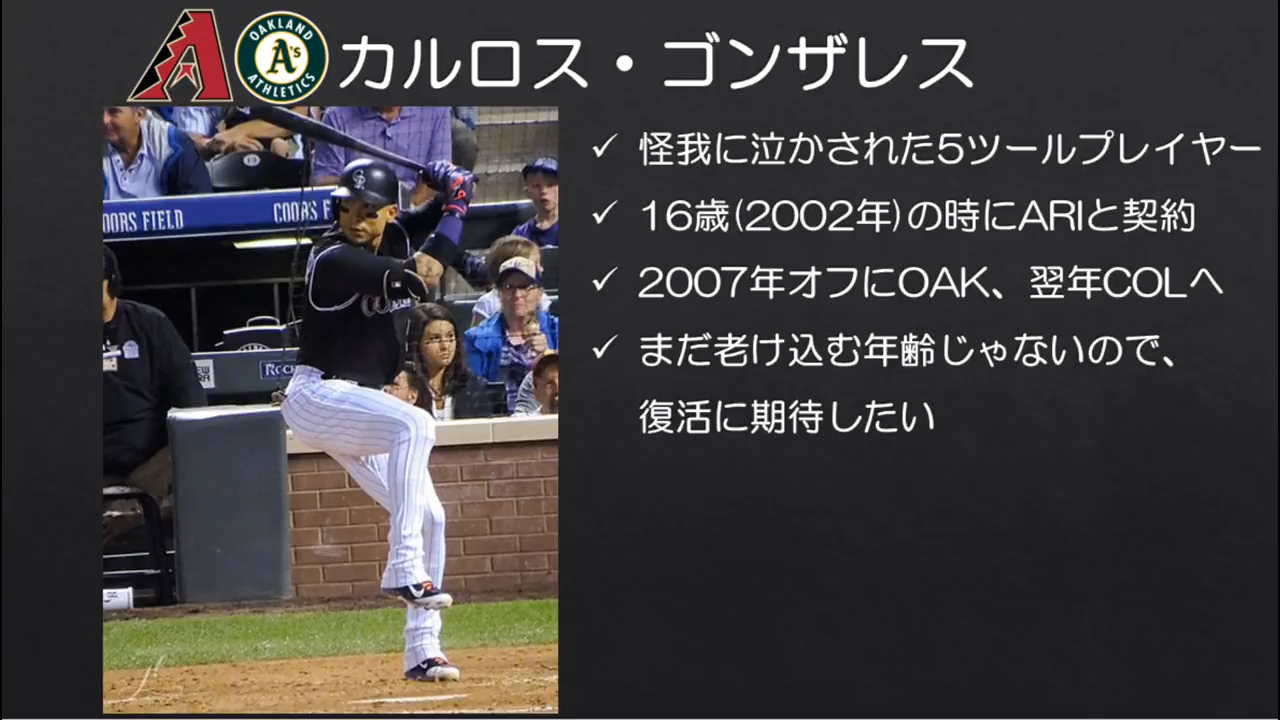 OAKLAND
A's
ATHLETICS
カルロス・ゴンザレス
怪我に泣かされた5ツールプレイヤー
16歳(2002年)の時にARIと契約
2007年オフにOAK、翌年COLへ
まだ老け込む年齢じゃないので、
復活に期待したい
COORS FIELD
COORS F
CR